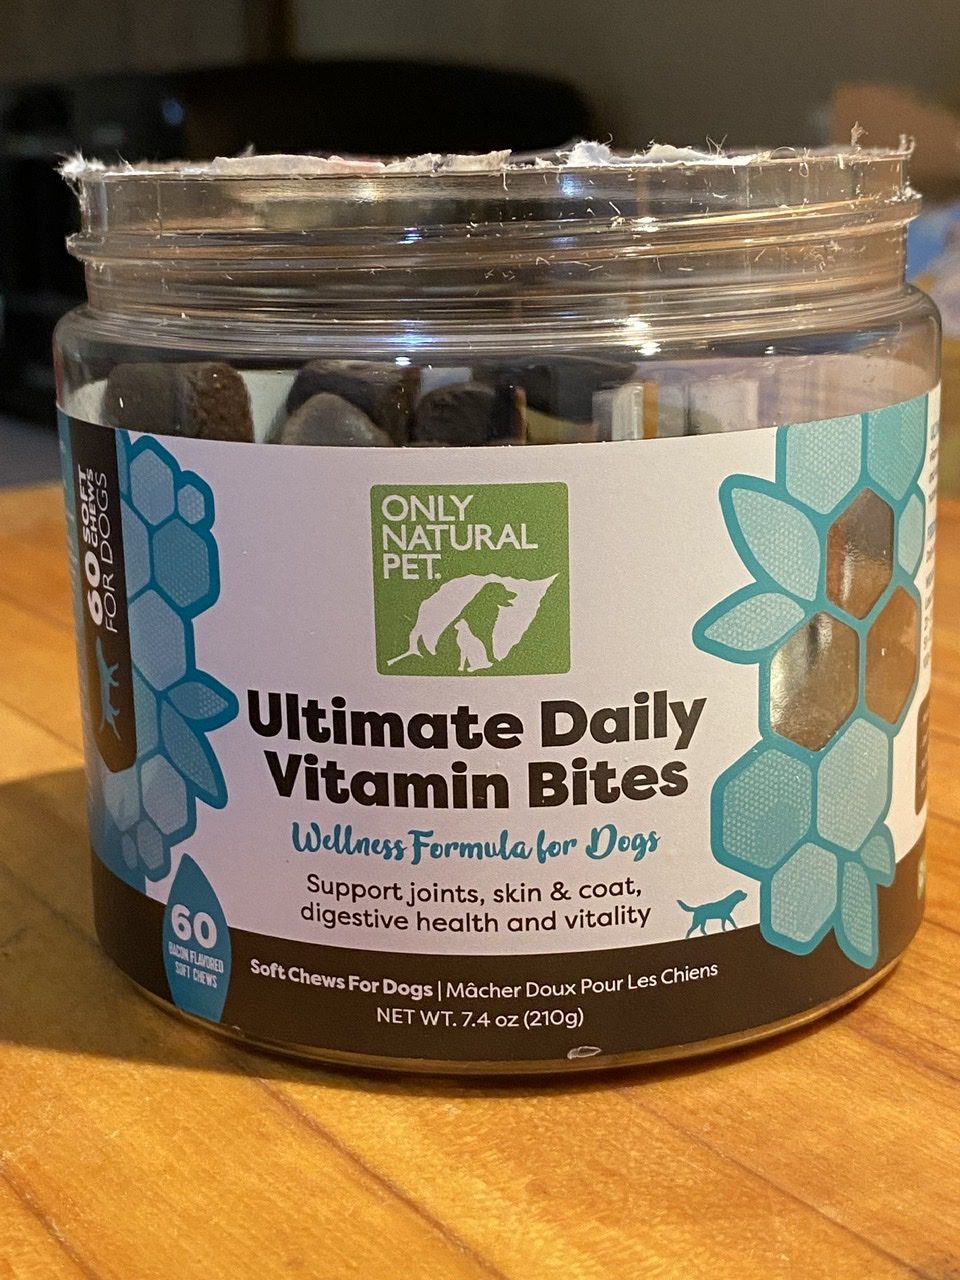 60 SOFT
CHEWS
FOR DOGS
ONLY
NATURAL
PET.
Ultimate Daily
Vitamin Bites
Wellness Formula for Dogs
Support joints, skin & coat,
digestive health and vitality
60
BACON FLAVORED
SOFT CHEWS
Soft Chews For Dogs | Mâcher Doux Pour Les Chiens
NET WT. 7.4 oz (210g)